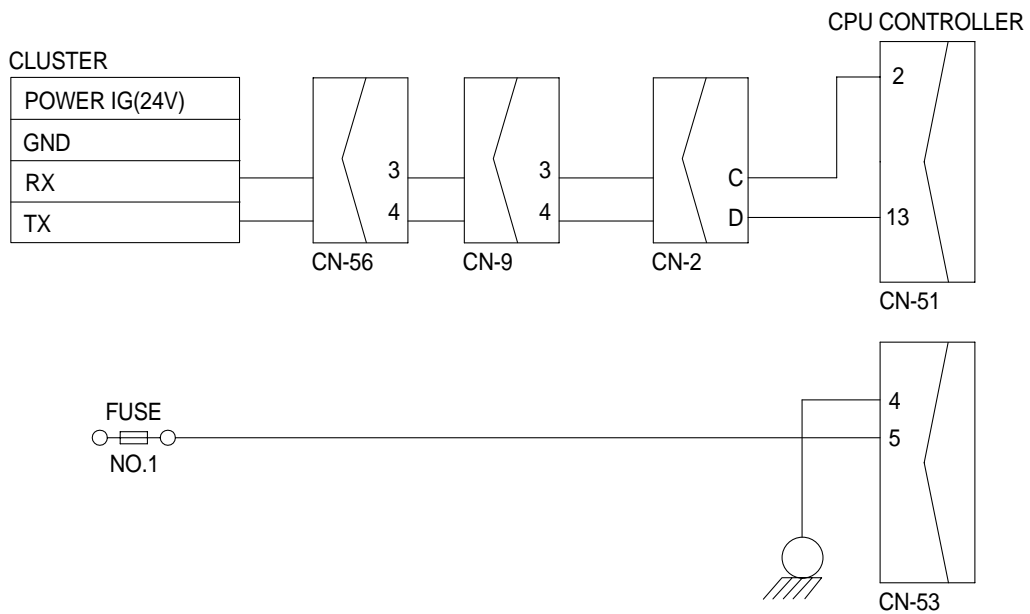 CPU CONTROLLER
CLUSTER
POWER IG(24V)
GND
RX
TX
3
4
CN-56
3
4
CN-9
C
D
CN-2
2
13
CN-51
FUSE
NO.1
4
5
CN-53